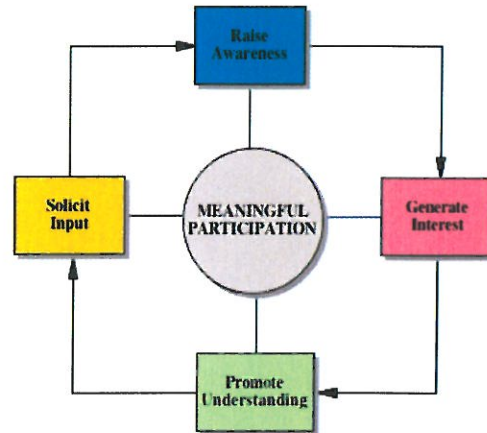 Raise
Awareness
Solicit
Input
MEANINGFUL
PARTICIPATION
Generate
Interest
Promote
Understanding